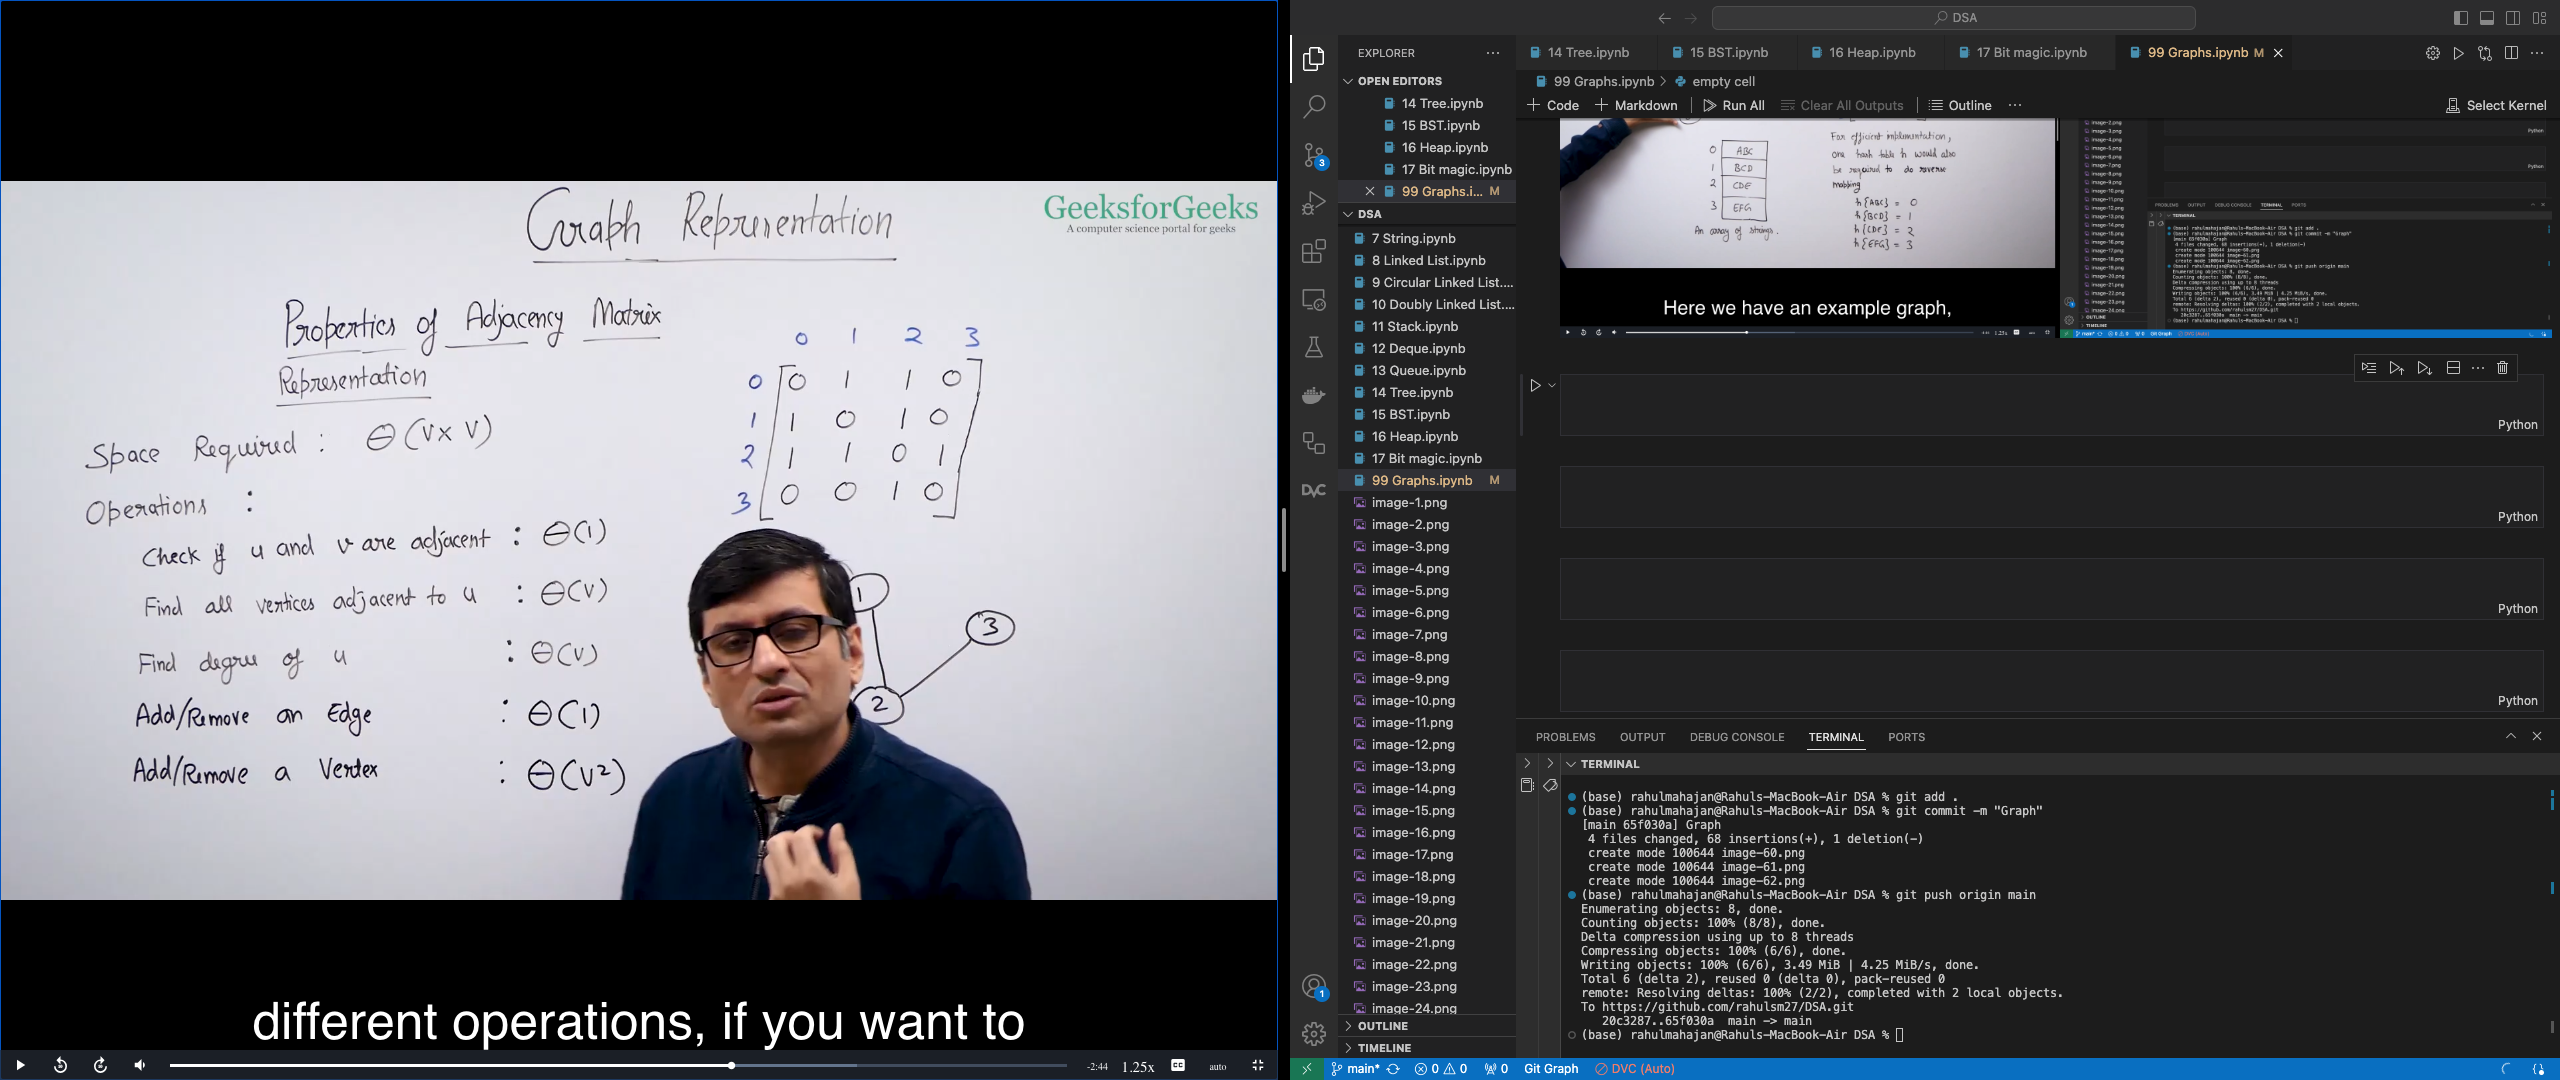 Graph Representation
GeeksforGeeks
A computer science portal for geeks
Properties of Adjacency Matrix
Representation
Space Required : θ(V x V)
Operations :
Check if u and v are adjacent : θ(1)
Find all vertices adjacent to u : θ(V)
Find degree of u : θ(V)
Add/Remove an Edge : θ(1)
Add/Remove a Vertex : θ(V²)
0 1 2 3
0 0 1 1 0
1 1 0 1 0
2 1 1 0 1
3 0 0 1 0
1
3
2
different operations, if you want to
-2:44 1.25x CC auto
DSA
EXPLORER
OPEN EDITORS
14 Tree.ipynb
15 BST.ipynb
16 Heap.ipynb
17 Bit magic.ipynb
99 Graphs.i... M
DSA
7 String.ipynb
8 Linked List.ipynb
9 Circular Linked List....
10 Doubly Linked List....
11 Stack.ipynb
12 Deque.ipynb
13 Queue.ipynb
14 Tree.ipynb
15 BST.ipynb
16 Heap.ipynb
17 Bit magic.ipynb
99 Graphs.ipynb M
image-1.png
image-2.png
image-3.png
image-4.png
image-5.png
image-6.png
image-7.png
image-8.png
image-9.png
image-10.png
image-11.png
image-12.png
image-13.png
image-14.png
image-15.png
image-16.png
image-17.png
image-18.png
image-19.png
image-20.png
image-21.png
image-22.png
image-23.png
image-24.png
OUTLINE
TIMELINE
3
DVC
1
14 Tree.ipynb 15 BST.ipynb 16 Heap.ipynb 17 Bit magic.ipynb 99 Graphs.ipynb M
99 Graphs.ipynb > empty cell
Code Markdown Run All Clear All Outputs Outline Select Kernel
0 ABC
1 BCD
2 CDE
3 EFG
An array of strings.
For efficient implementation,
one hash table h would also
be required to do reverse
mapping
h{ABC} = 0
h{BCD} = 1
h{CDE} = 2
h{EFG} = 3
Here we have an example graph,
Python
Python
Python
Python
PROBLEMS OUTPUT DEBUG CONSOLE TERMINAL PORTS
TERMINAL
(base) rahulmahajan@Rahuls-MacBook-Air DSA % git add .
(base) rahulmahajan@Rahuls-MacBook-Air DSA % git commit -m "Graph"
[main 65f030a] Graph
4 files changed, 68 insertions(+), 1 deletion(-)
create mode 100644 image-60.png
create mode 100644 image-61.png
create mode 100644 image-62.png
(base) rahulmahajan@Rahuls-MacBook-Air DSA % git push origin main
Enumerating objects: 8, done.
Counting objects: 100% (8/8), done.
Delta compression using up to 8 threads
Compressing objects: 100% (6/6), done.
Writing objects: 100% (6/6), 3.49 MiB | 4.25 MiB/s, done.
Total 6 (delta 2), reused 0 (delta 0), pack-reused 0
remote: Resolving deltas: 100% (2/2), completed with 2 local objects.
To https://github.com/rahulsm27/DSA.git
20c3287..65f030a main -> main
(base) rahulmahajan@Rahuls-MacBook-Air DSA %
main* 0 0 0 Git Graph DVC (Auto)